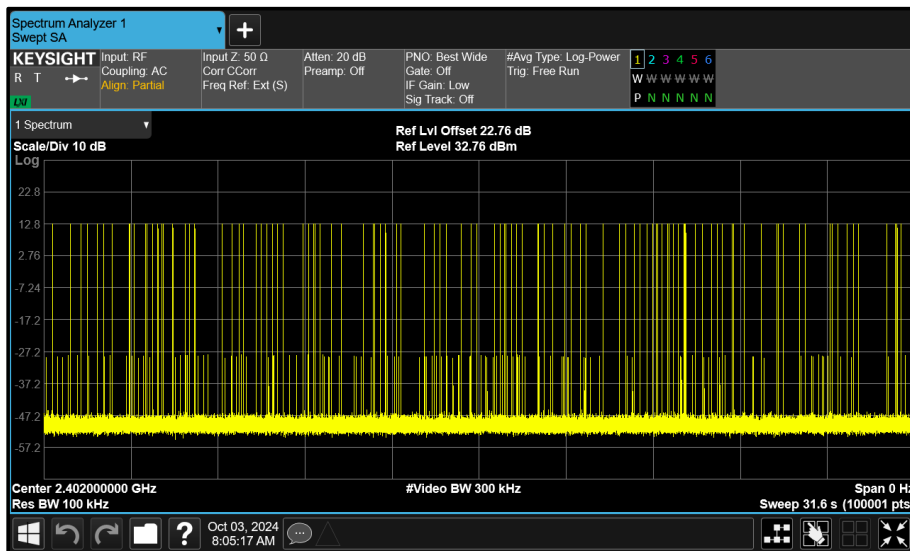 Spectrum Analyzer 1
Swept SA
+
KEYSIGHT
R T
LXI
Input: RF
Coupling: AC
Align: Partial
Input Z: 50 Ω
Corr CCorr
Freq Ref: Ext (S)
Atten: 20 dB
Preamp: Off
PNO: Best Wide
Gate: Off
IF Gain: Low
Sig Track: Off
#Avg Type: Log-Power
Trig: Free Run
1 2 3 4 5 6
W W W W W W
P N N N N N
1 Spectrum
Scale/Div 10 dB
Ref Lvl Offset 22.76 dB
Ref Level 32.76 dBm
Log
22.8
12.8
2.76
-7.24
-17.2
-27.2
-37.2
-47.2
-57.2
Center 2.402000000 GHz
Res BW 100 kHz
#Video BW 300 kHz
Span 0 Hz
Sweep 31.6 s (100001 pts
?
Oct 03, 2024
8:05:17 AM